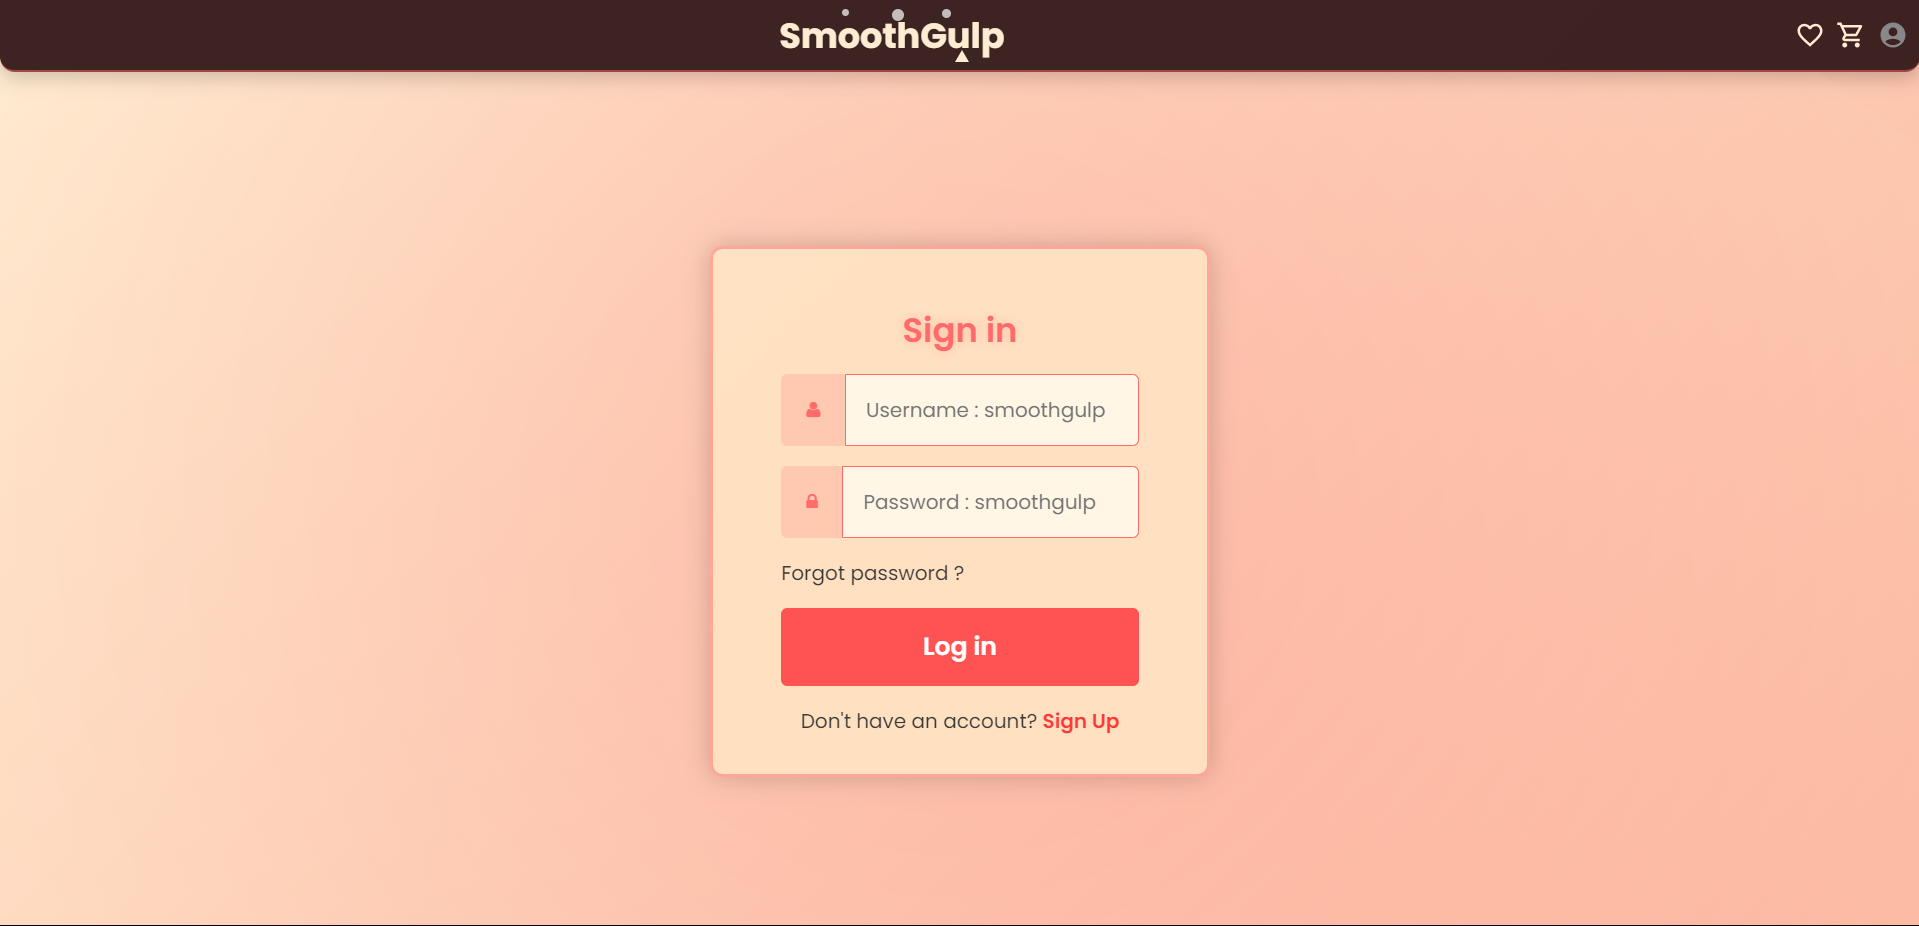 SmoothGulp
Sign in
Username : smoothgulp
Password : smoothgulp
Forgot password ?
Log in
Don't have an account? Sign Up